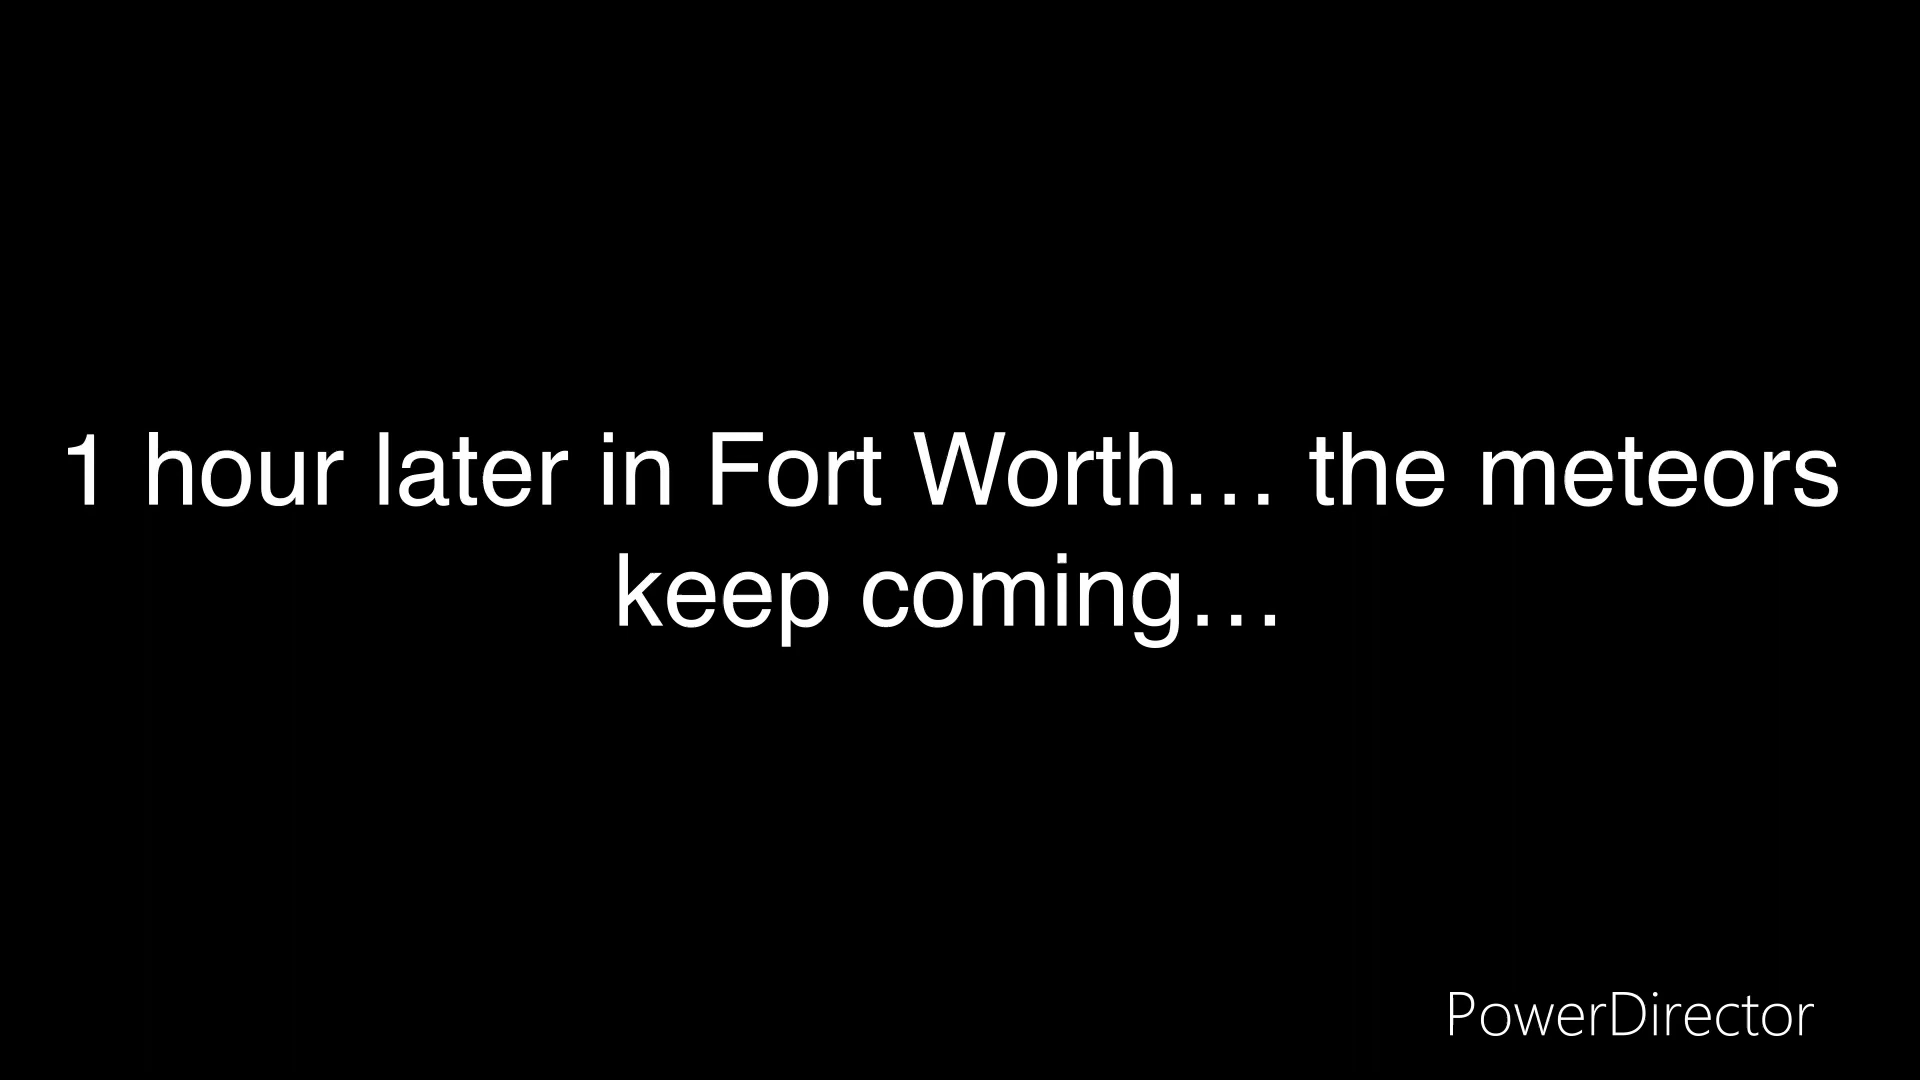 1 hour later in Fort Worth… the meteors
keep coming…
PowerDirector